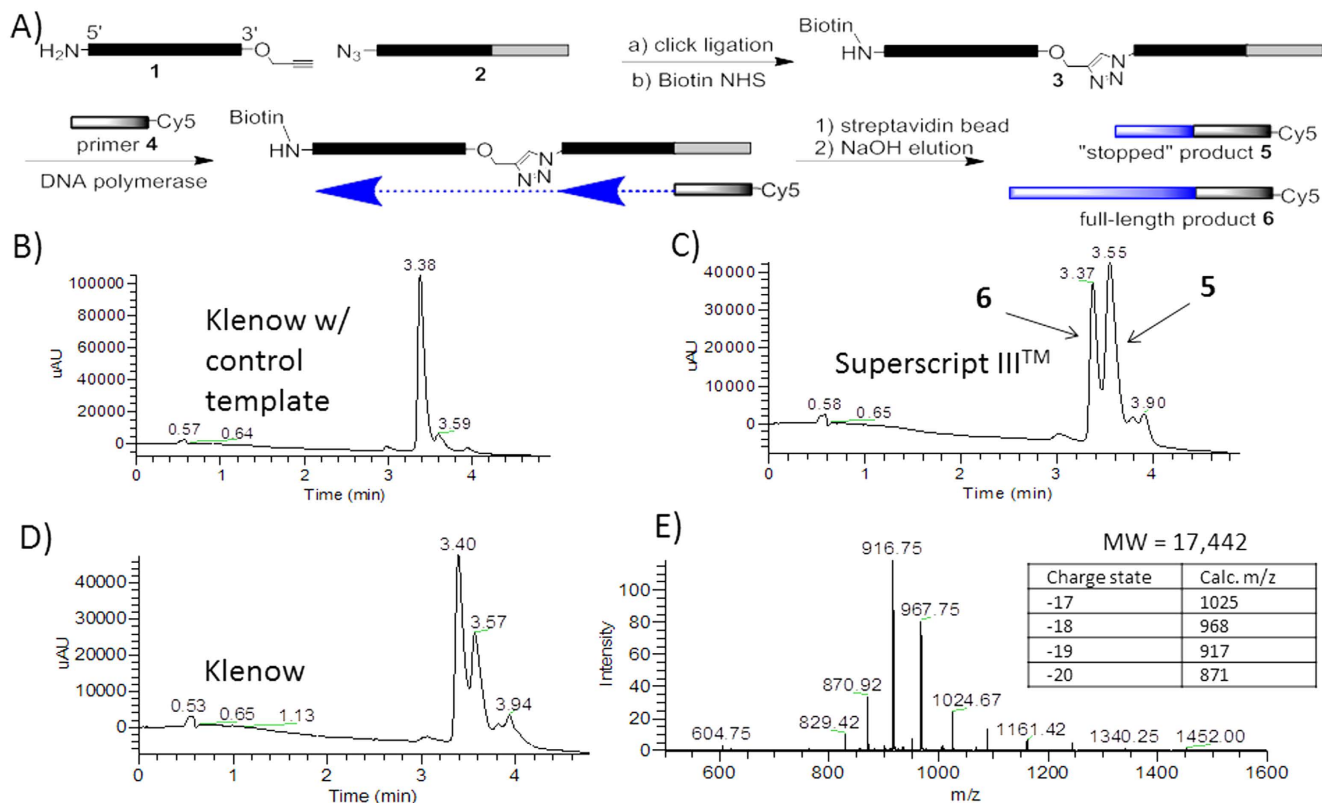 A)
5'
3'
H₂N
O
1
N₃
2
a) click ligation
b) Biotin NHS
Biotin
HN
O
N
N=N
3
primer 4
Cy5
DNA polymerase
Biotin
HN
O
N
N=N
Cy5
1) streptavidin bead
2) NaOH elution
Cy5
"stopped" product 5
Cy5
full-length product 6
B)
3.38
100000
80000
60000
40000
20000
0
uAU
Klenow w/
control
template
0.57
0.64
3.59
0 1 2 3 4
Time (min)
C)
3.55
3.37
40000
30000
20000
10000
0
uAU
6
5
Superscript III™
0.58
0.65
3.90
0 1 2 3 4
Time (min)
D)
3.40
40000
30000
20000
10000
0
uAU
3.57
Klenow
0.53
0.65
1.13
3.94
0 1 2 3 4
Time (min)
E)
916.75
MW = 17,442
Charge state Calc. m/z
-17 1025
-18 968
-19 917
-20 871
100
80
60
40
20
0
Intensity
967.75
870.92
1024.67
829.42
604.75
1161.42
1340.25
1452.00
600 800 1000 1200 1400 1600
m/z